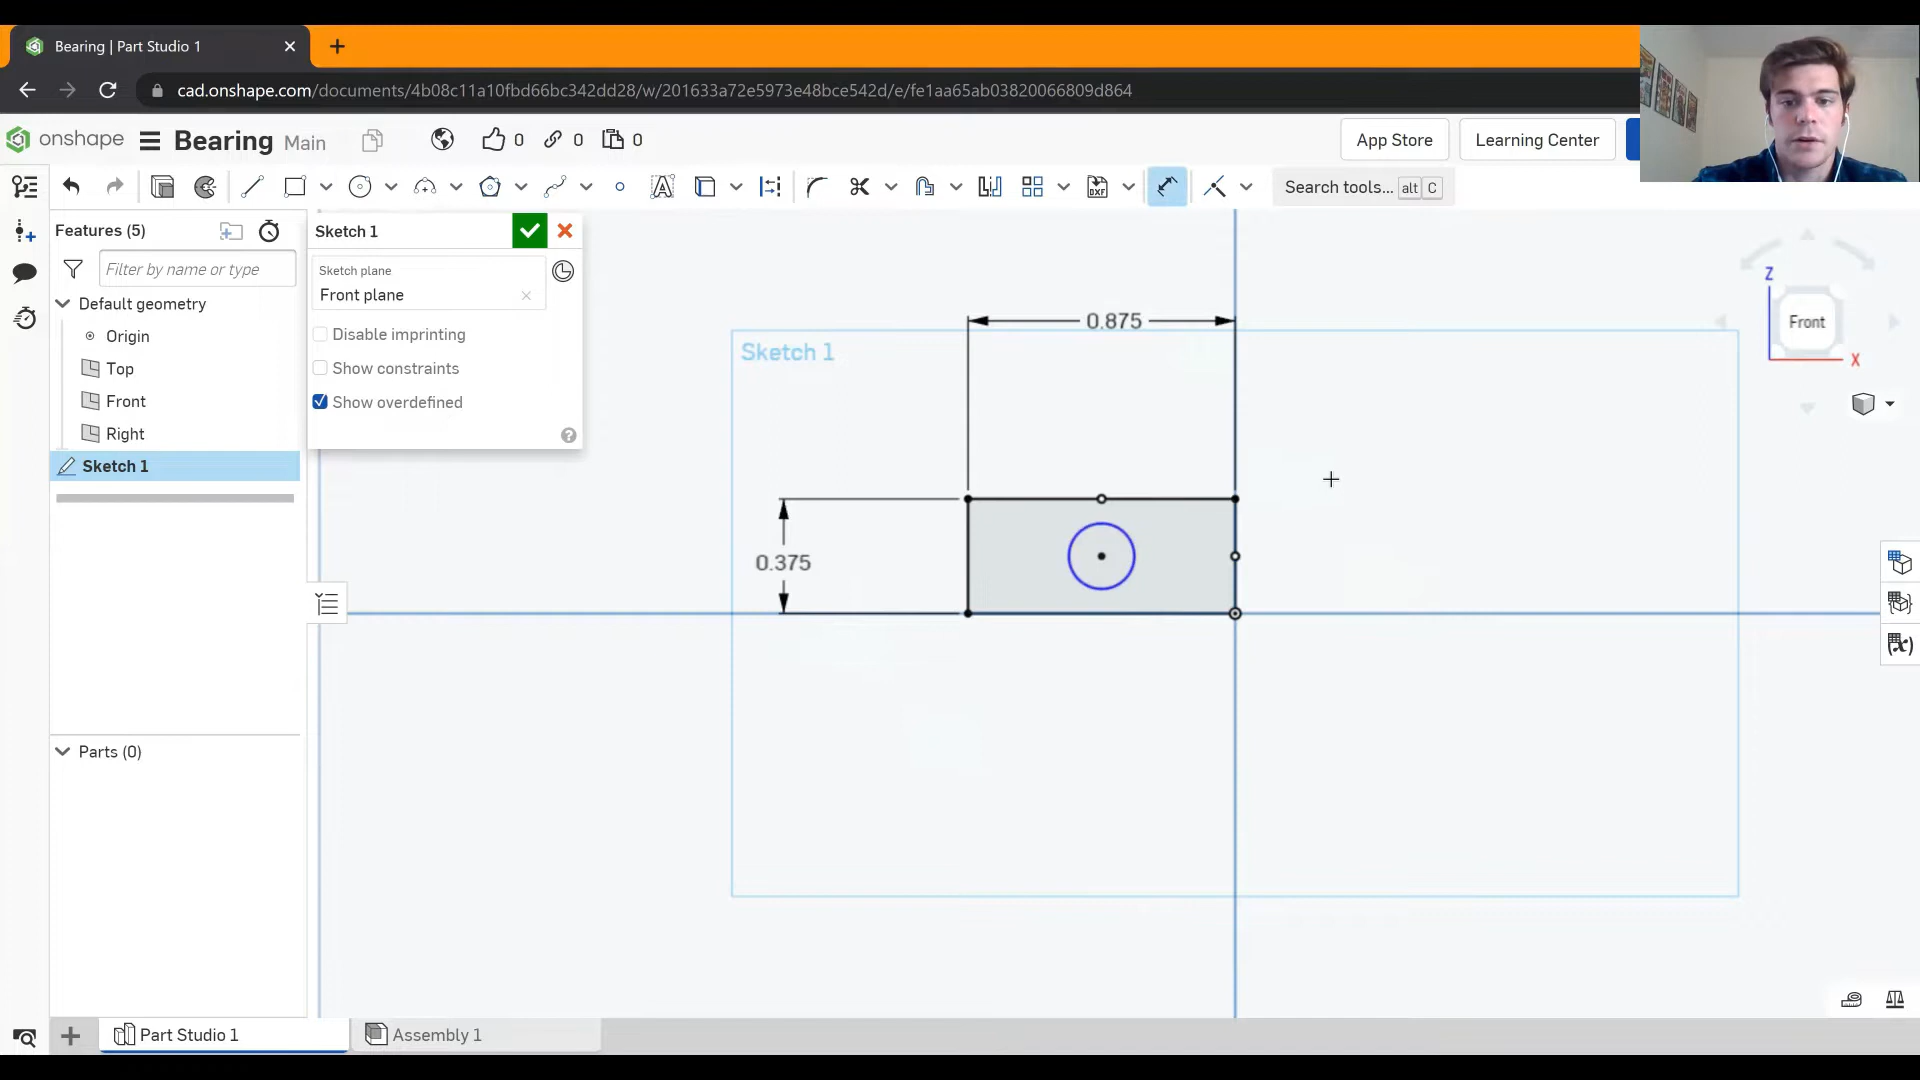 Bearing | Part Studio 1
cad.onshape.com/documents/4b08c11a10fbd66bc342dd28/w/201633a72e5973e48bce542d/e/fe1aa65ab03820066809d864
onshape Bearing Main 0 0 0 App Store Learning Center
Search tools... alt C
Features (5)
Filter by name or type
Default geometry
Origin
Top
Front
Right
Sketch 1
Parts (0)
Sketch 1
Sketch plane
Front plane
Disable imprinting
Show constraints
Show overdefined
Sketch 1
0.875
0.375
Z
Front
X
DXF
(x)
Part Studio 1
Assembly 1